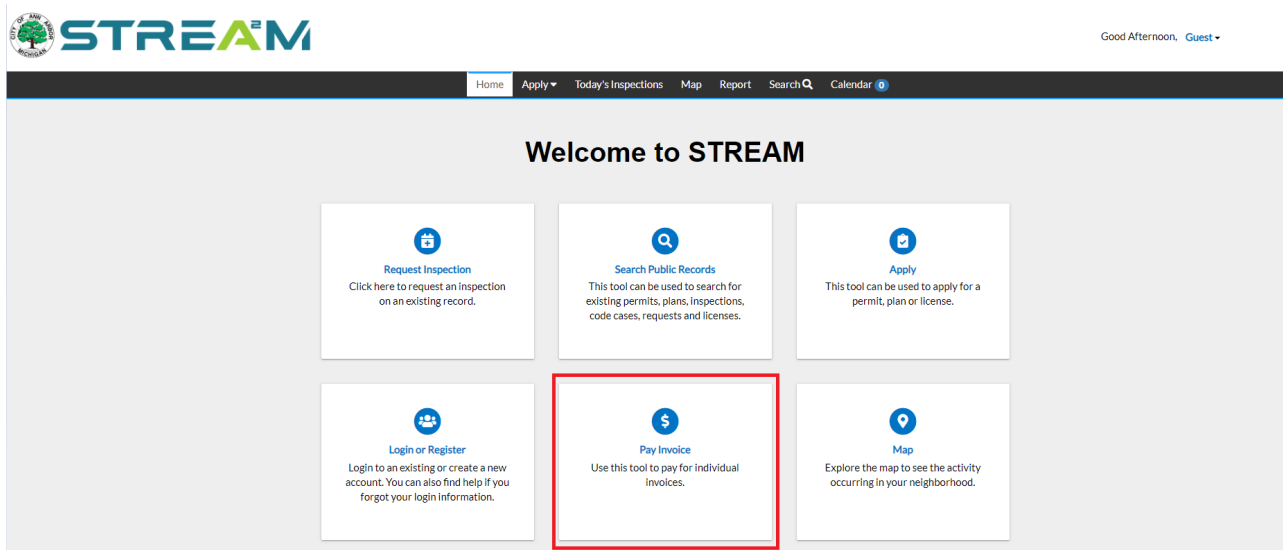 CITY OF ANN ARBOR
MICHIGAN
STREA²M
Good Afternoon, Guest
Home Apply Today's Inspections Map Report Search Calendar 0
Welcome to STREAM
Request Inspection
Click here to request an inspection
on an existing record.
Search Public Records
This tool can be used to search for
existing permits, plans, inspections,
code cases, requests and licenses.
Apply
This tool can be used to apply for a
permit, plan or license.
Login or Register
Login to an existing or create a new
account. You can also find help if you
forgot your login information.
Pay Invoice
Use this tool to pay for individual
invoices.
Map
Explore the map to see the activity
occurring in your neighborhood.